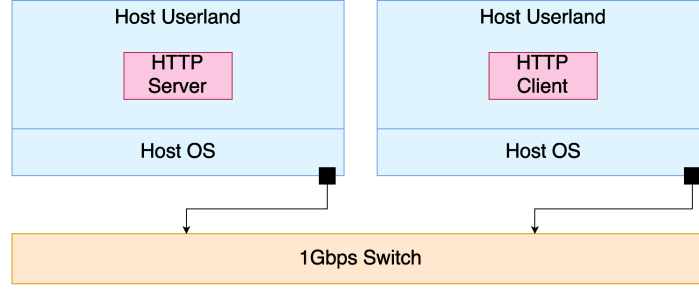 Host Userland
HTTP
Server
Host OS
Host Userland
HTTP
Client
Host OS
1Gbps Switch